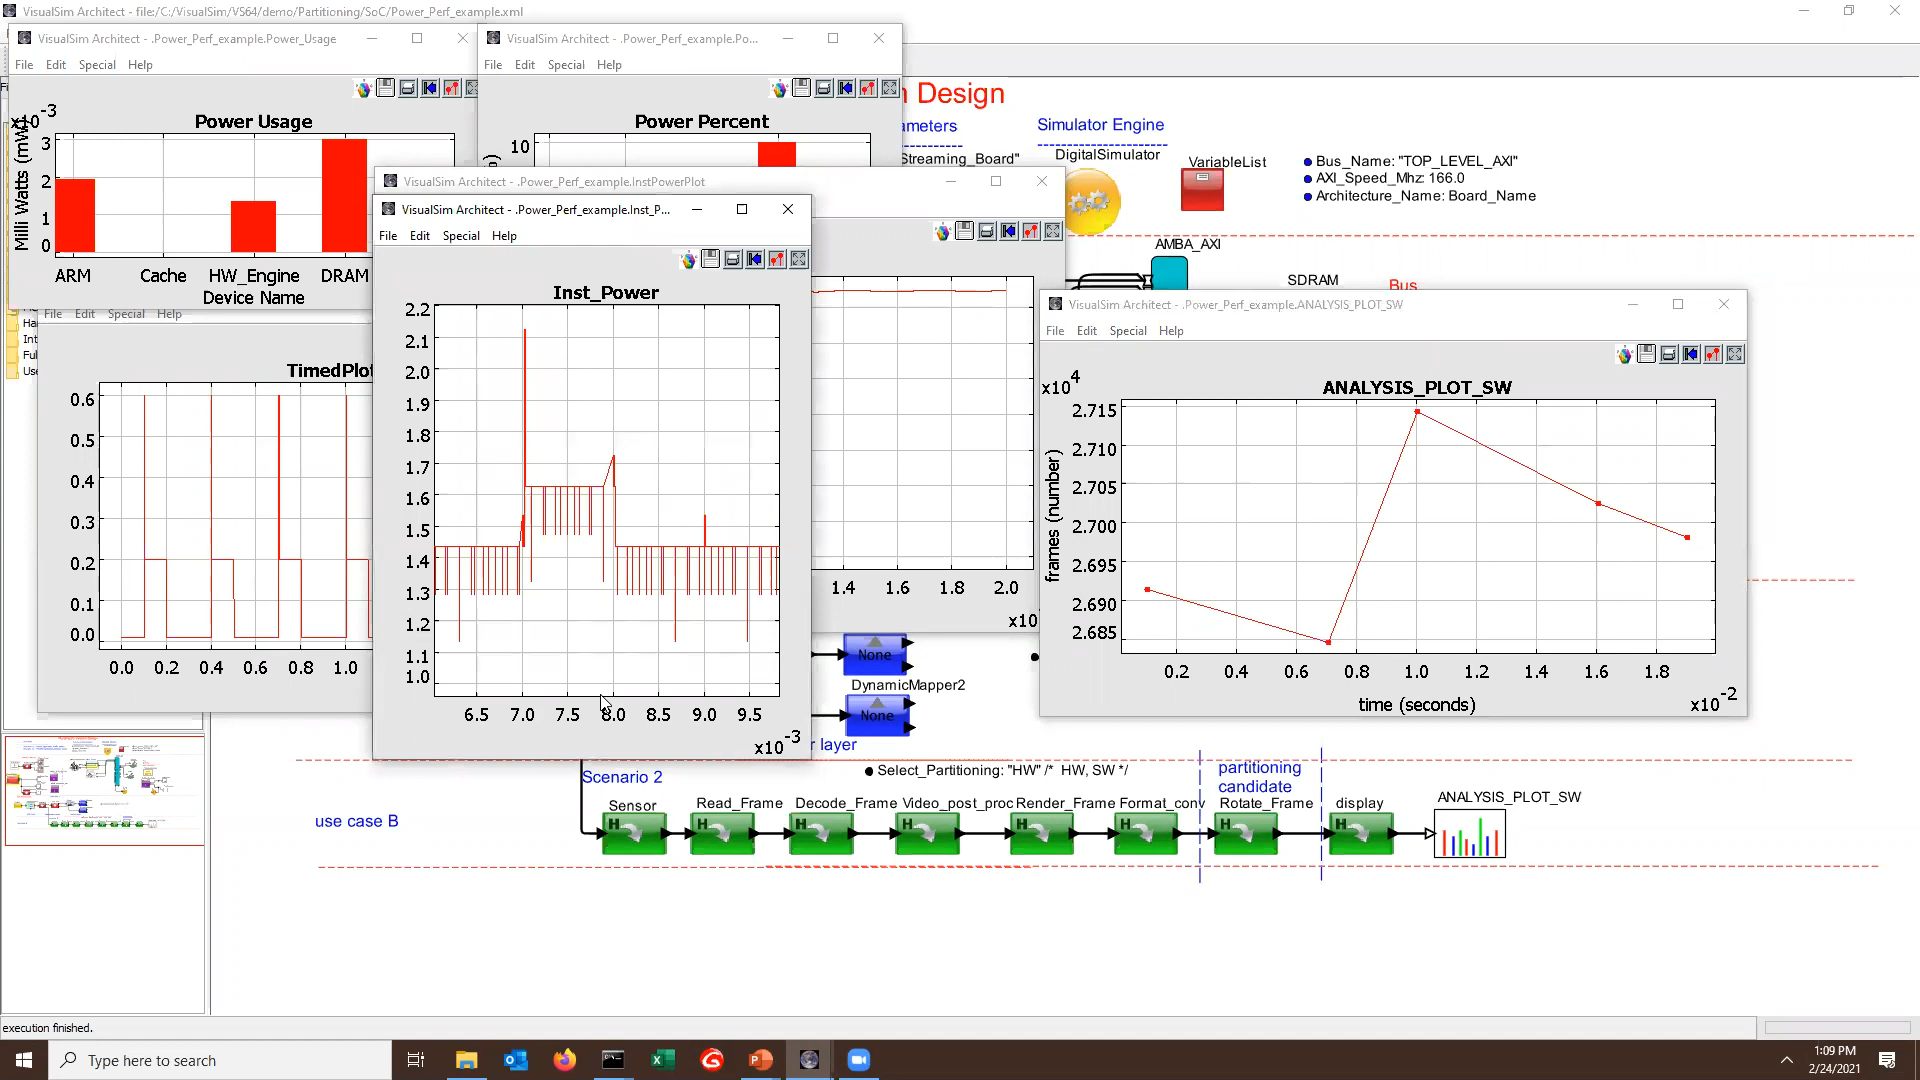 VisualSim Architect - file:/C:/VisualSim/VS64/demo/Partitioning/SoC/Power_Perf_example.xml
VisualSim Architect - .Power_Perf_example.Power_Usage
File Edit Special Help
Power Usage
x10-3
Milli Watts (mW)
3
2
1
0
ARM Cache HW_Engine DRAM
Device Name
VisualSim Architect - .Power_Perf_example.Po...
File Edit Special Help
Power Percent
10
Design
Streaming_Board"
Simulator Engine
--------------------
DigitalSimulator
VariableList
Bus_Name: "TOP_LEVEL_AXI"
AXI_Speed_Mhz: 166.0
Architecture_Name: Board_Name
AMBA_AXI
SDRAM
Bus
VisualSim Architect - .Power_Perf_example.InstPowerPlot
1.4 1.6 1.8 2.0
File Edit Special Help
TimedPlot
0.6
0.5
0.4
0.3
0.2
0.1
0.0
0.0 0.2 0.4 0.6 0.8 1.0
VisualSim Architect - .Power_Perf_example.Inst_P...
File Edit Special Help
Inst_Power
2.2
2.1
2.0
1.9
1.8
1.7
1.6
1.5
1.4
1.3
1.2
1.1
1.0
6.5 7.0 7.5 8.0 8.5 9.0 9.5
x10-3
VisualSim Architect - .Power_Perf_example.ANALYSIS_PLOT_SW
File Edit Special Help
ANALYSIS_PLOT_SW
x104
frames (number)
2.715
2.710
2.705
2.700
2.695
2.690
2.685
0.2 0.4 0.6 0.8 1.0 1.2 1.4 1.6 1.8
time (seconds)
x10-2
None
DynamicMapper2
None
layer
Scenario 2
Select_Partitioning: "HW" /* HW, SW */
partitioning
candidate
use case B
Sensor Read_Frame Decode_Frame Video_post_proc Render_Frame Format_conv Rotate_Frame display ANALYSIS_PLOT_SW
execution finished.
Type here to search
1:09 PM
2/24/2021